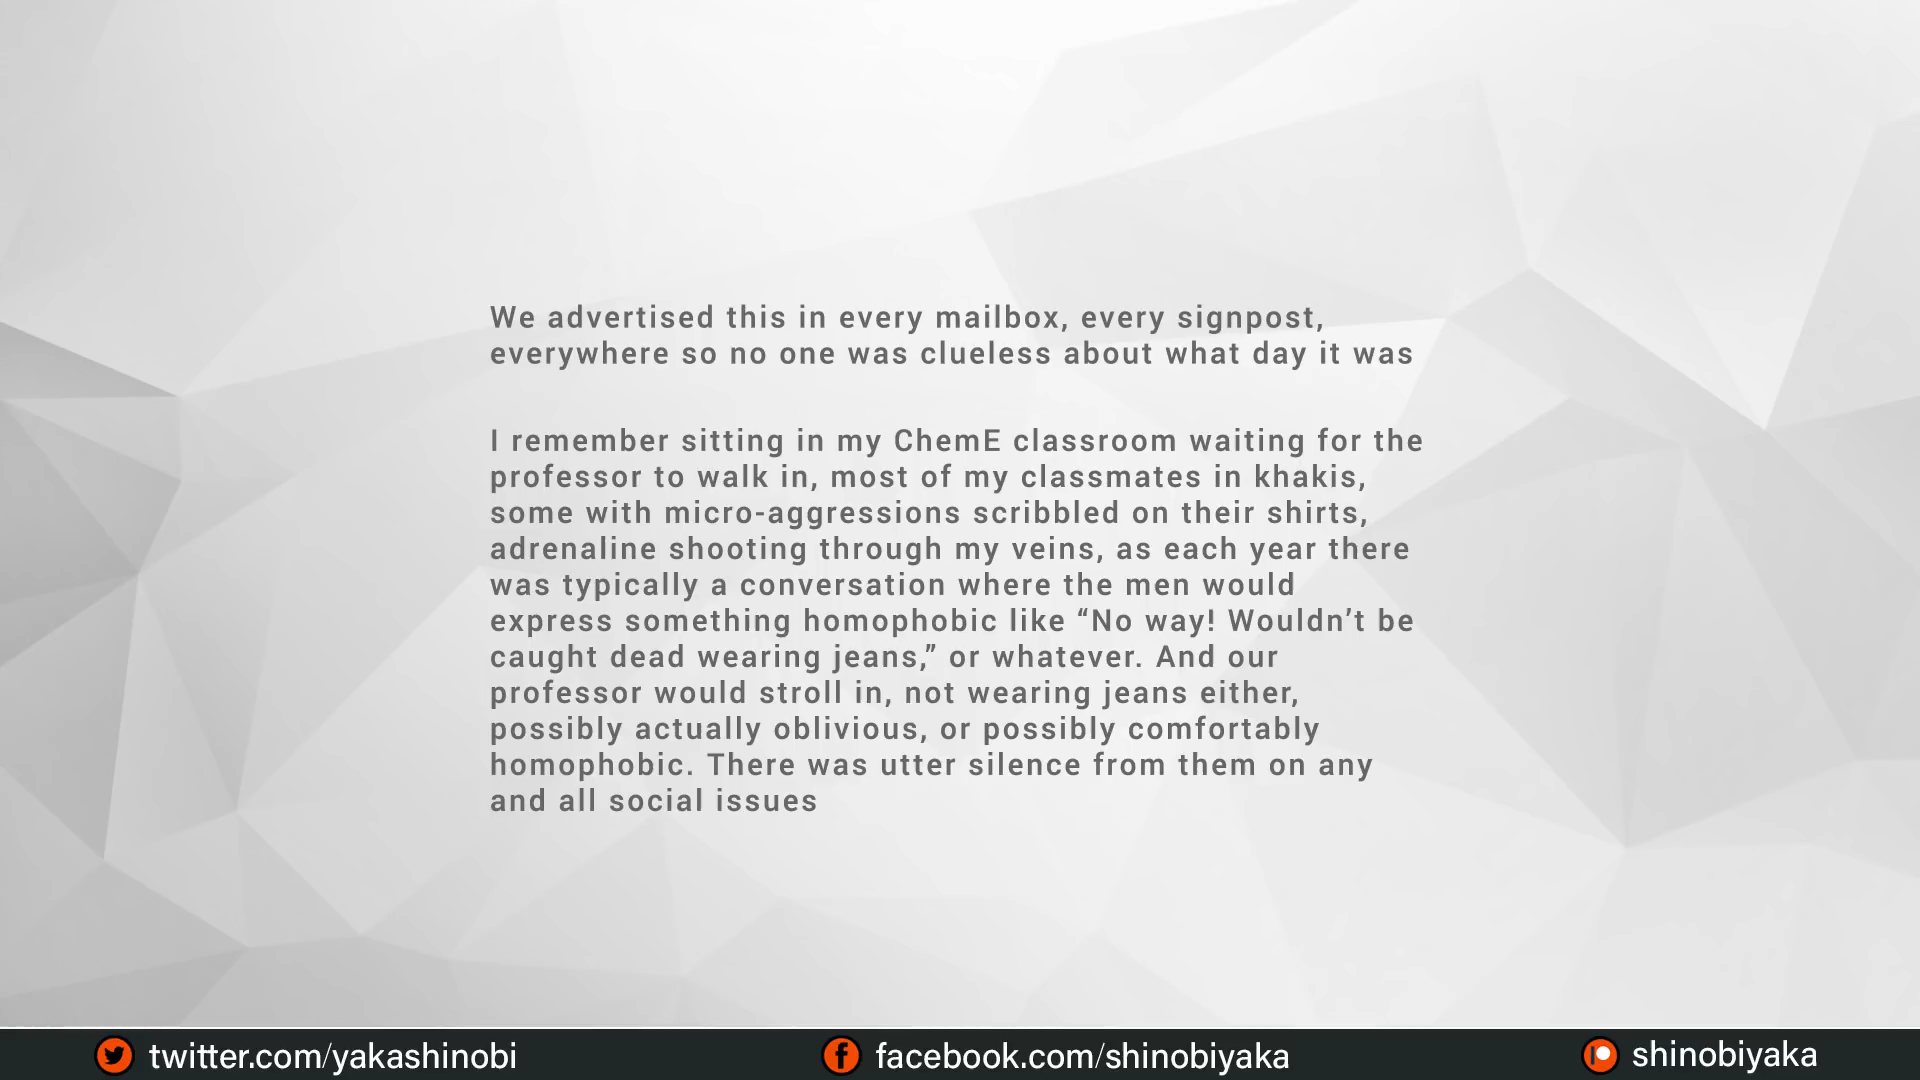 We advertised this in every mailbox, every signpost,
everywhere so no one was clueless about what day it was
I remember sitting in my ChemE classroom waiting for the
professor to walk in, most of my classmates in khakis,
some with micro-aggressions scribbled on their shirts,
adrenaline shooting through my veins, as each year there
was typically a conversation where the men would
express something homophobic like “No way! Wouldn’t be
caught dead wearing jeans,” or whatever. And our
professor would stroll in, not wearing jeans either,
possibly actually oblivious, or possibly comfortably
homophobic. There was utter silence from them on any
and all social issues
twitter.com/yakashinobi
facebook.com/shinobiyaka
shinobiyaka